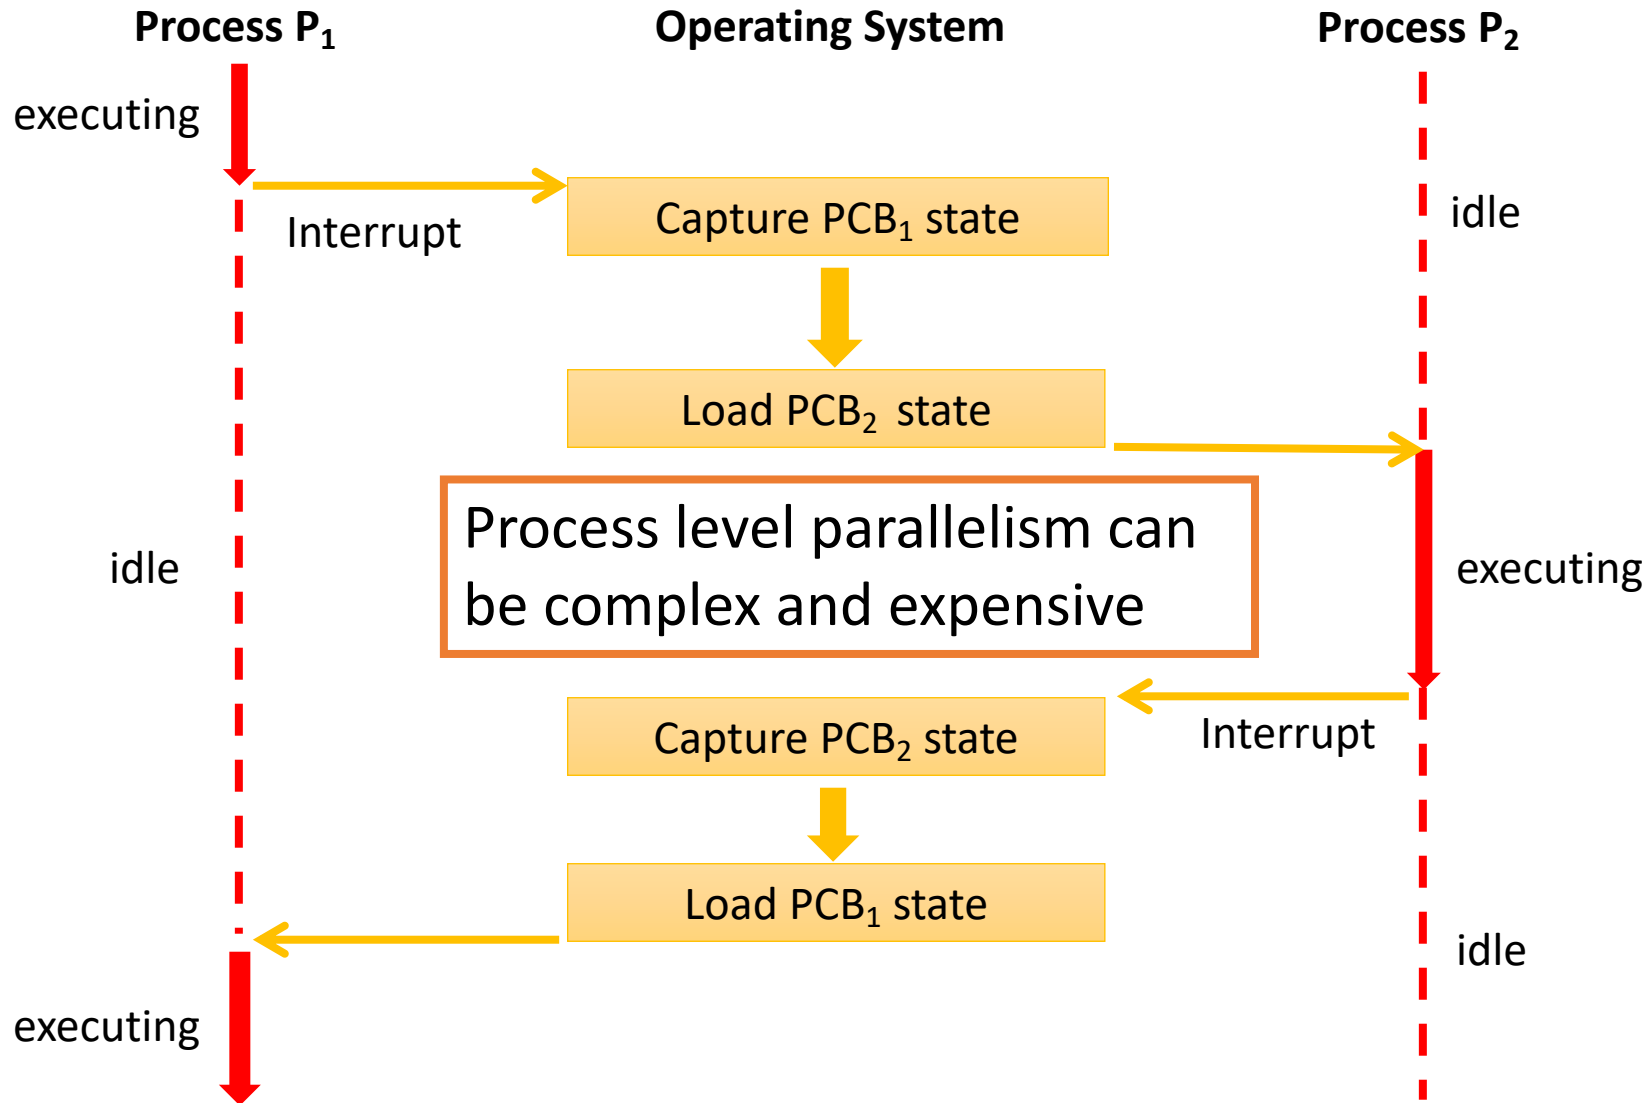 Process P₁ Operating System Process P₂
executing
Capture PCB₁ state
idle
Interrupt
Load PCB₂ state
Process level parallelism can
be complex and expensive
idle
executing
Capture PCB₂ state
Interrupt
Load PCB₁ state
idle
executing